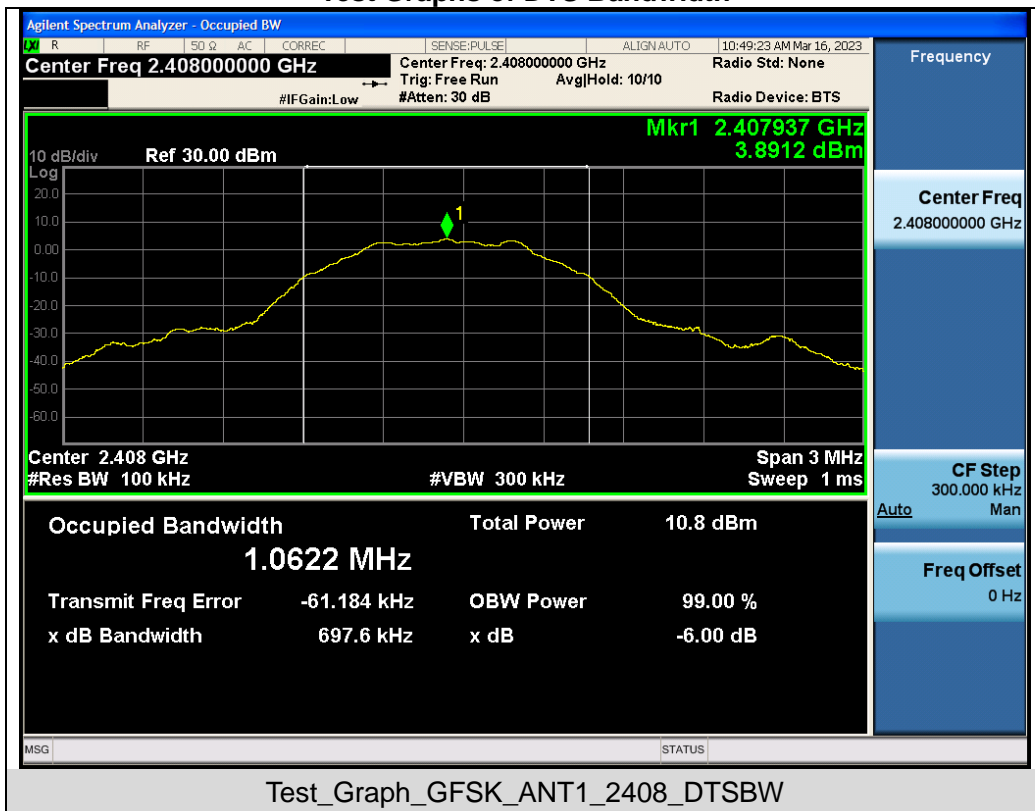 Agilent Spectrum Analyzer - Occupied BW
LXI R RF 50 Ω AC CORREC SENSE:PULSE ALIGN AUTO 10:49:23 AM Mar 16, 2023
Center Freq 2.408000000 GHz
Center Freq: 2.408000000 GHz
Radio Std: None
Trig: Free Run Avg|Hold: 10/10
#IFGain:Low
#Atten: 30 dB
Radio Device: BTS
Mkr1 2.407937 GHz
3.8912 dBm
10 dB/div Ref 30.00 dBm
Log
20.0
10.0
0.00
-10.0
-20.0
-30.0
-40.0
-50.0
-60.0
1
Center 2.408 GHz
Span 3 MHz
#Res BW 100 kHz
#VBW 300 kHz
Sweep 1 ms
Occupied Bandwidth
1.0622 MHz
Total Power 10.8 dBm
Transmit Freq Error -61.184 kHz
OBW Power 99.00 %
x dB Bandwidth 697.6 kHz
x dB -6.00 dB
MSG
STATUS
Frequency
Center Freq
2.408000000 GHz
CF Step
300.000 kHz
Auto Man
Freq Offset
0 Hz
Test_Graph_GFSK_ANT1_2408_DTSBW